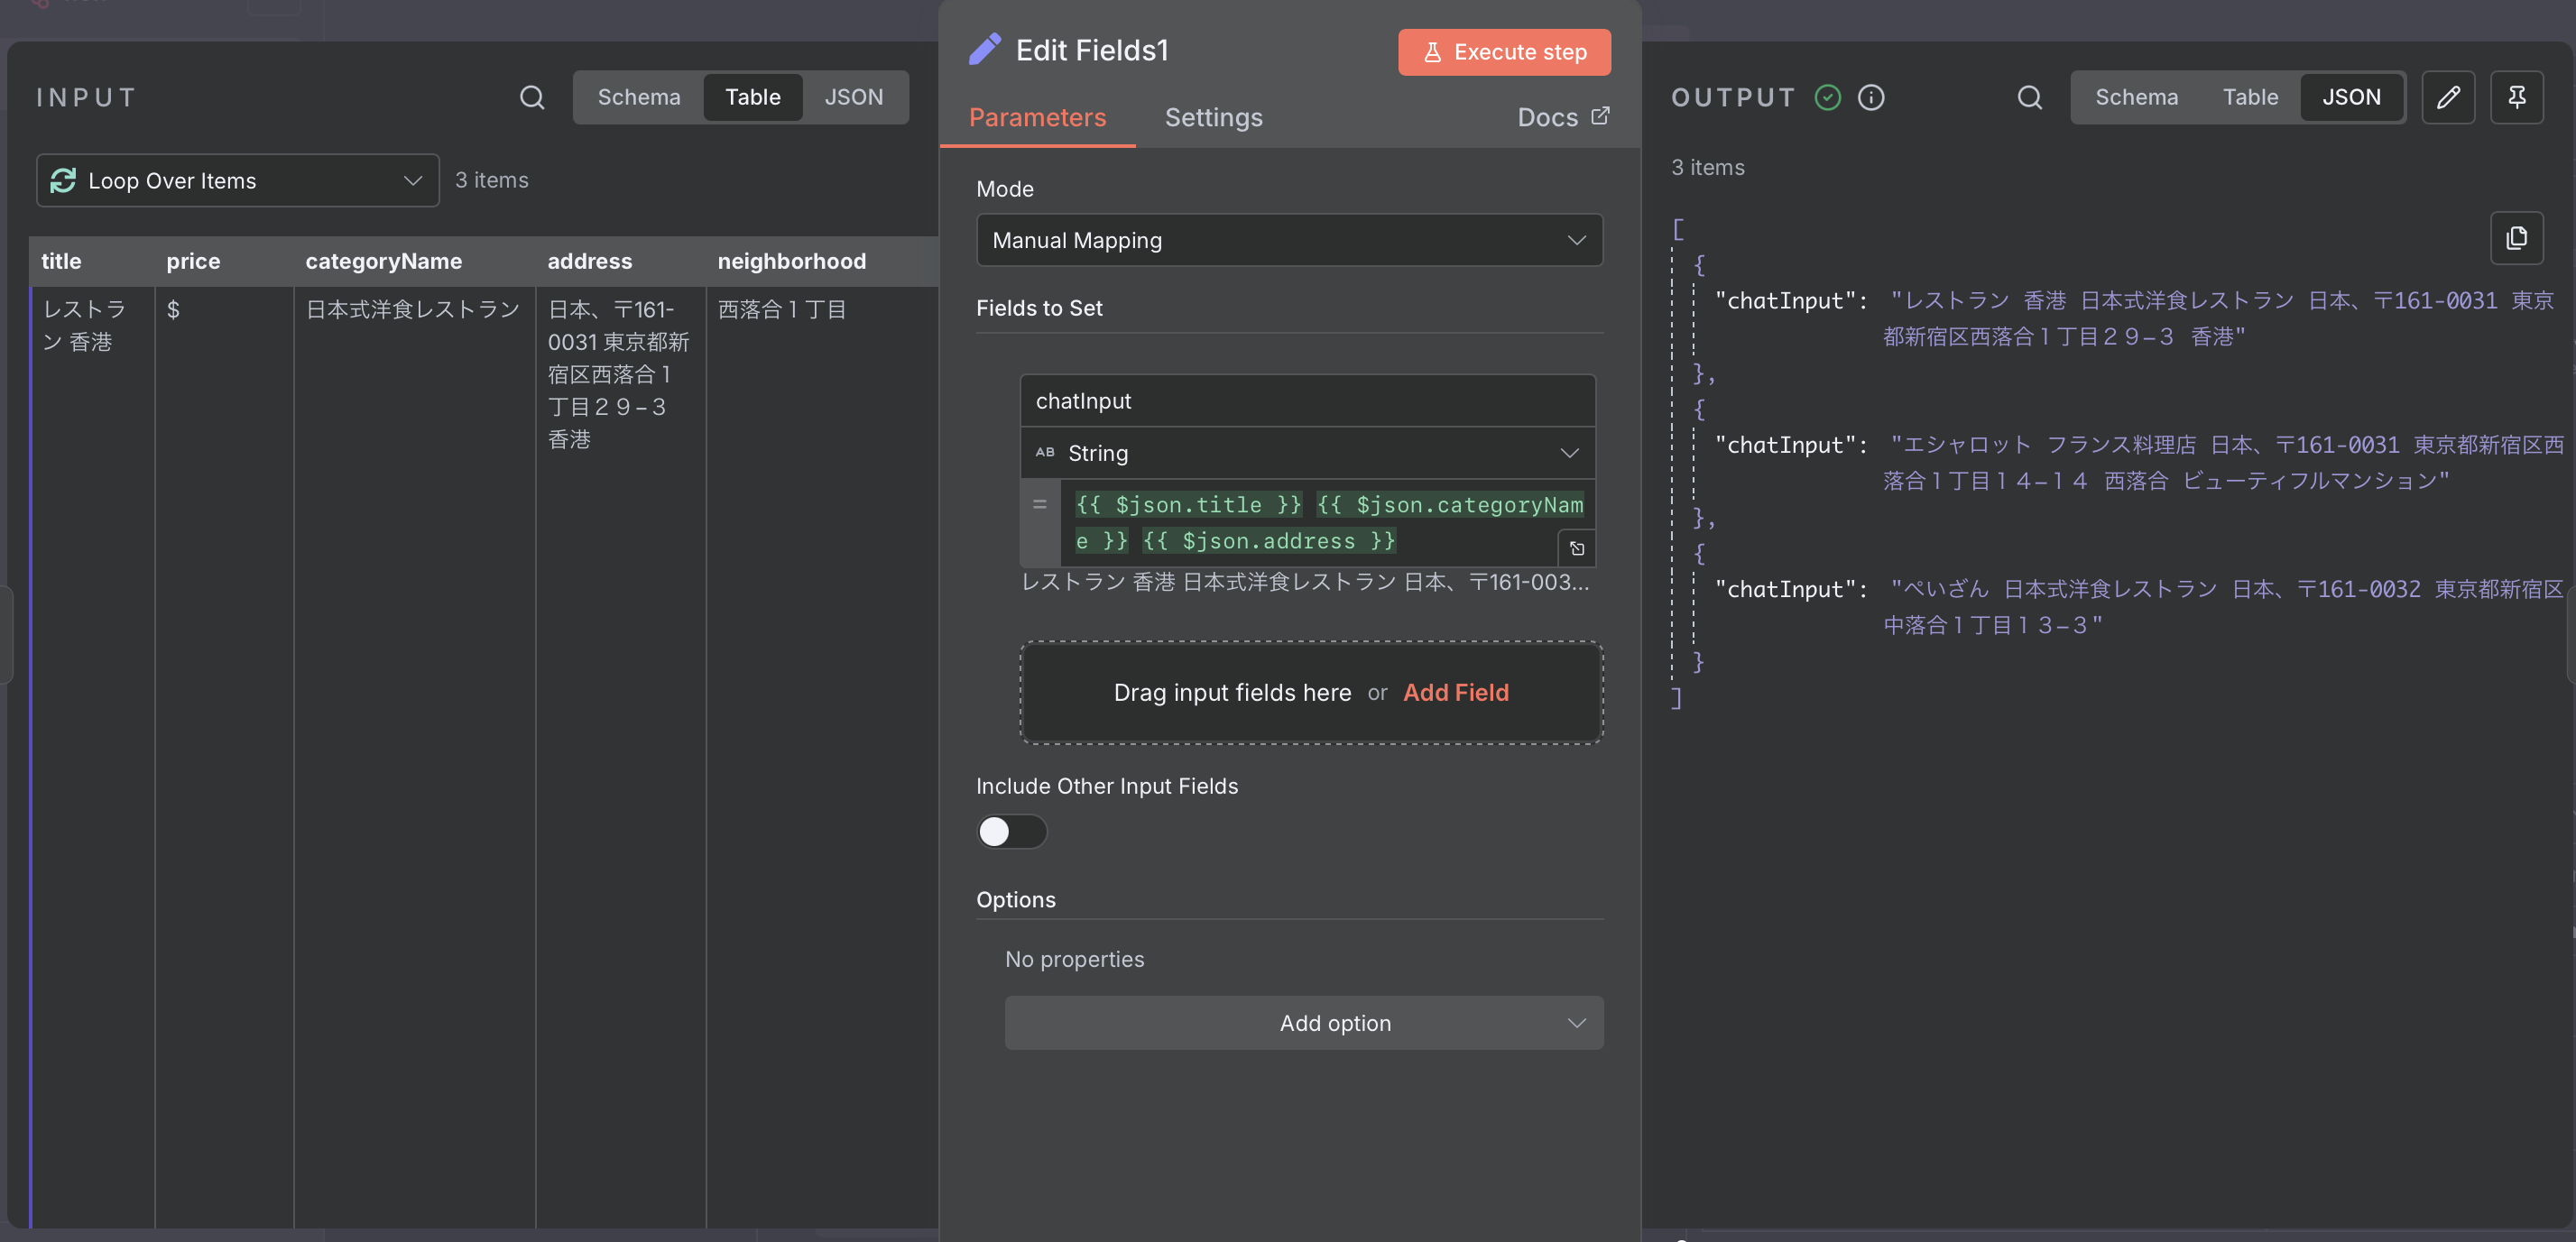 INPUT
Schema
Table
JSON
Loop Over Items
3 items
title
price
categoryName
address
neighborhood
レストラ
ン 香港
$
日本式洋食レストラン
日本、〒161-
0031 東京都新
宿区西落合１
丁目２９−３
香港
西落合１丁目
Edit Fields1
Execute step
Parameters
Settings
Docs
Mode
Manual Mapping
Fields to Set
chatInput
AB String
=
{{ $json.title }} {{ $json.categoryNam
e }} {{ $json.address }}
レストラン 香港 日本式洋食レストラン 日本、〒161-003...
Drag input fields here or Add Field
Include Other Input Fields
Options
No properties
Add option
OUTPUT
Schema
Table
JSON
3 items
[
{
"chatInput": "レストラン 香港 日本式洋食レストラン 日本、〒161-0031 東京
都新宿区西落合１丁目２９−３ 香港"
},
{
"chatInput": "エシャロット フランス料理店 日本、〒161-0031 東京都新宿区西
落合１丁目１４−１４ 西落合 ビューティフルマンション"
},
{
"chatInput": "ぺいざん 日本式洋食レストラン 日本、〒161-0032 東京都新宿区
中落合１丁目１３−３"
}
]